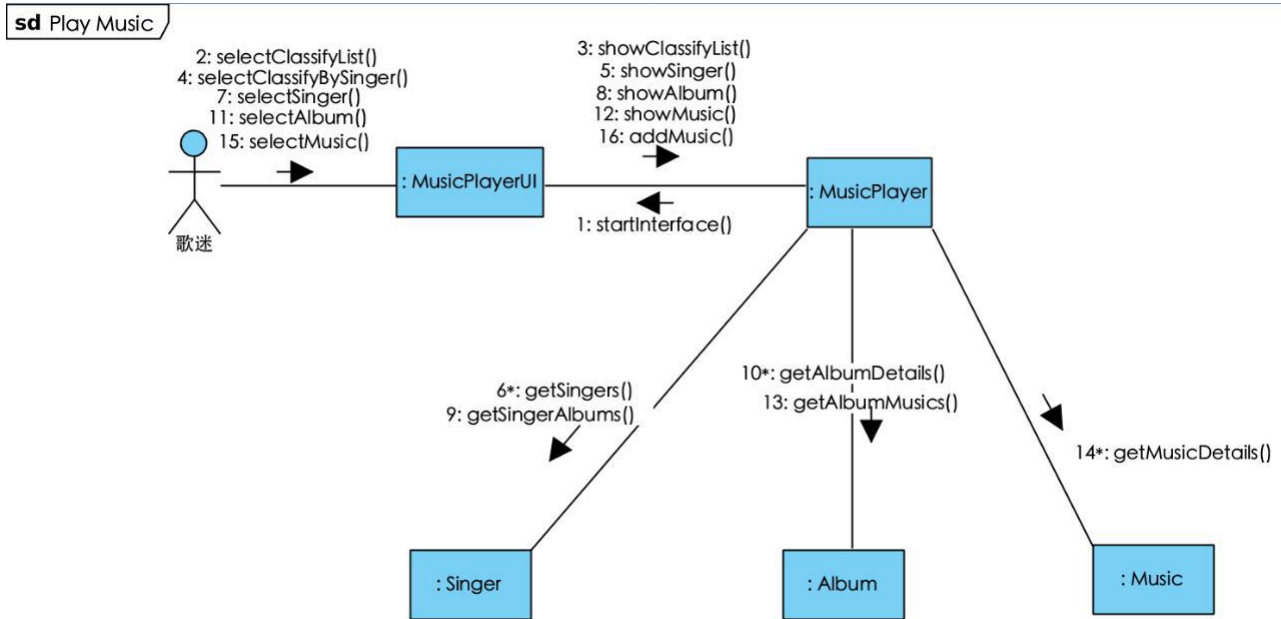 sd Play Music
2: selectClassifyList()
4: selectClassifyBySinger()
7: selectSinger()
11: selectAlbum()
15: selectMusic()
3: showClassifyList()
5: showSinger()
8: showAlbum()
12: showMusic()
16: addMusic()
: MusicPlayerUI
: MusicPlayer
1: startInterface()
歌迷
6*: getSingers()
9: getSingerAlbums()
10*: getAlbumDetails()
13: getAlbumMusics()
14*: getMusicDetails()
: Singer
: Album
: Music